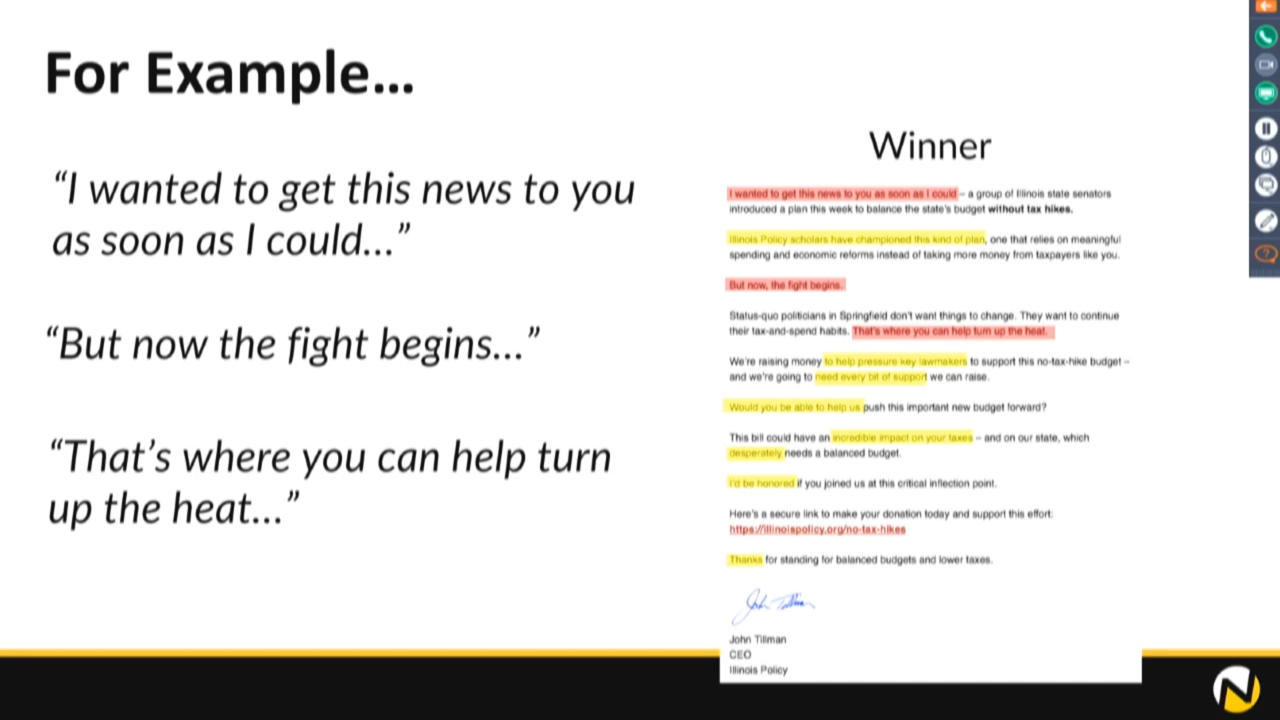 For Example...
“I wanted to get this news to you
as soon as I could...”
“But now the fight begins...”
“That’s where you can help turn
up the heat...”
Winner
I wanted to get this news to you as soon as I could – a group of Illinois state senators
introduced a plan this week to balance the state's budget without tax hikes.
Illinois Policy scholars have championed this kind of plan, one that relies on meaningful
spending and economic reforms instead of taking more money from taxpayers like you.
But now, the fight begins.
Status-quo politicians in Springfield don't want things to change. They want to continue
their tax-and-spend habits. That's where you can help turn up the heat.
We're raising money to help pressure key lawmakers to support this no-tax-hike budget –
and we're going to need every bit of support we can raise.
Would you be able to help us push this important new budget forward?
This bill could have an incredible impact on your taxes – and on our state, which
desperately needs a balanced budget.
I'd be honored if you joined us at this critical inflection point.
Here's a secure link to make your donation today and support this effort:
https://illinoispolicy.org/no-tax-hikes
Thanks for standing for balanced budgets and lower taxes.
John Tillman
John Tillman
CEO
Illinois Policy
N